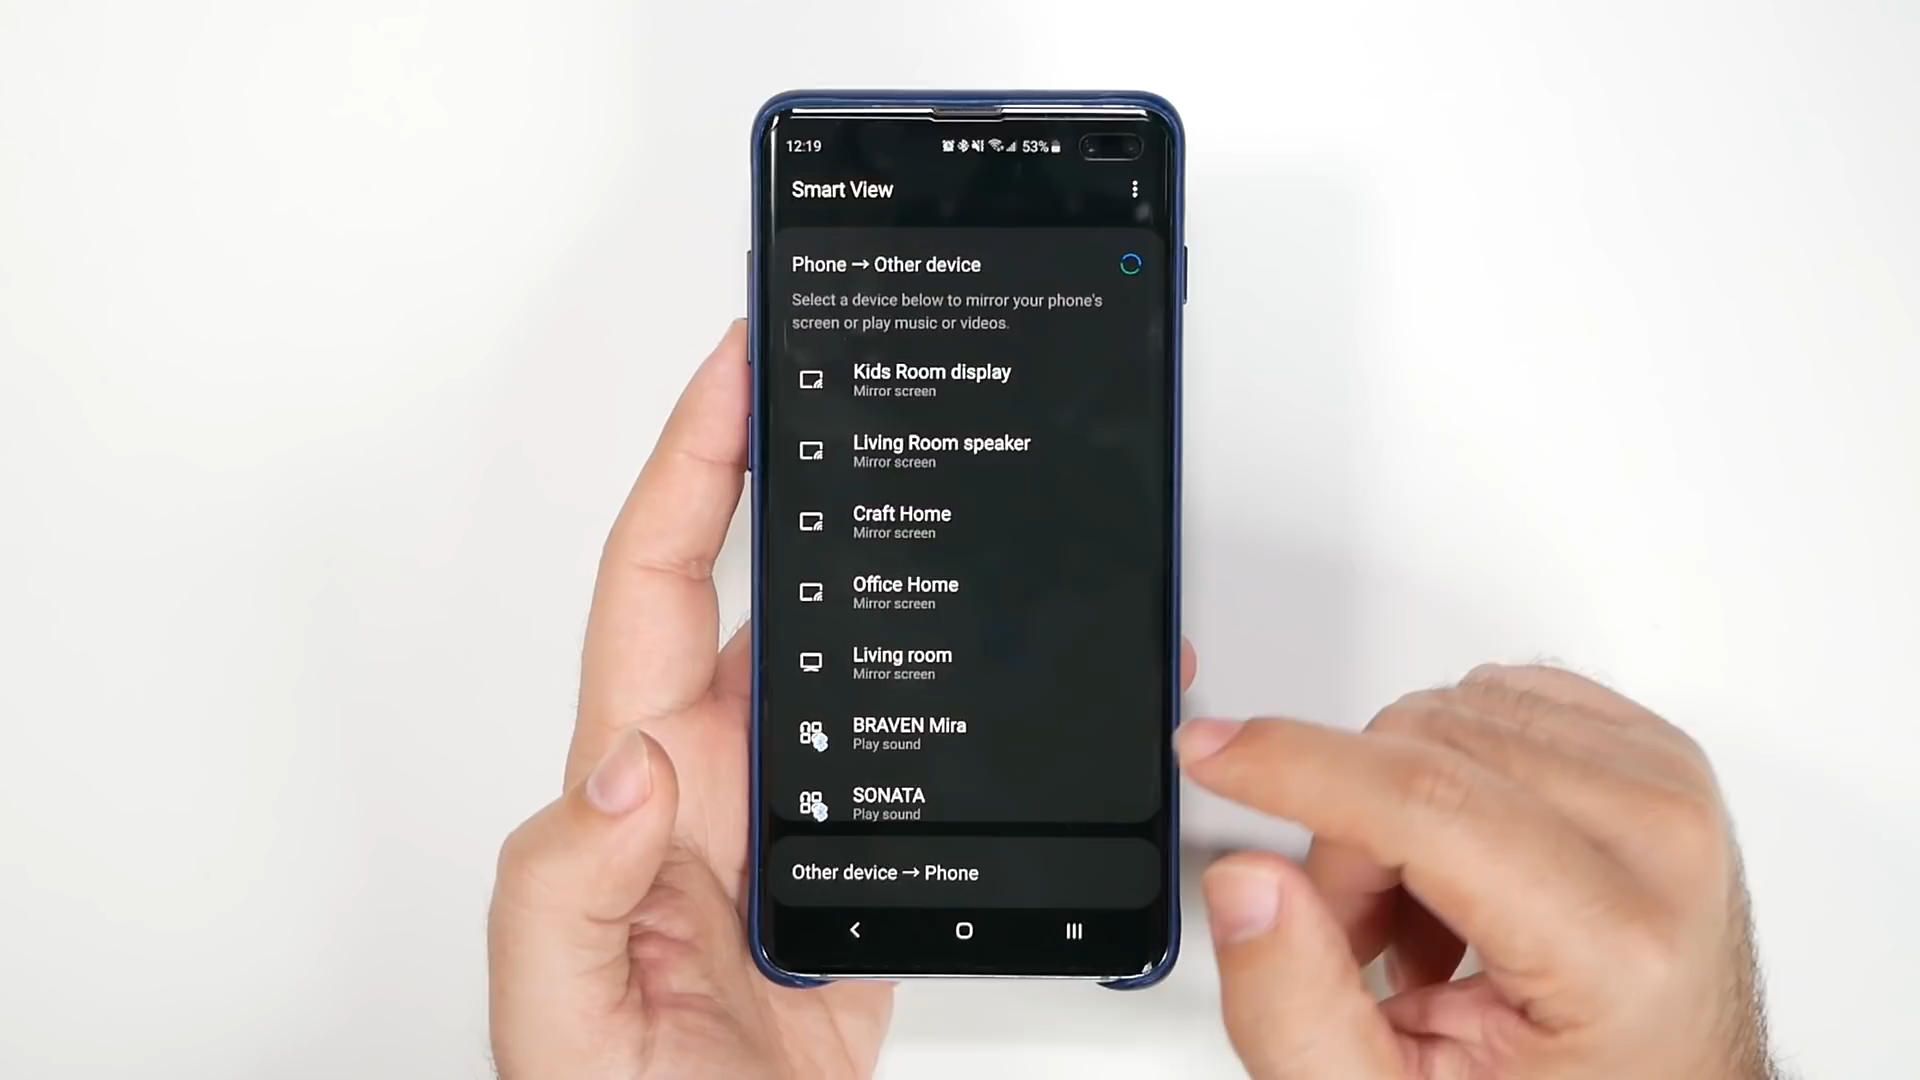 12:19
53%
Smart View
Phone → Other device
Select a device below to mirror your phone's
screen or play music or videos.
Kids Room display
Mirror screen
Living Room speaker
Mirror screen
Craft Home
Mirror screen
Office Home
Mirror screen
Living room
Mirror screen
BRAVEN Mira
Play sound
SONATA
Play sound
Other device → Phone